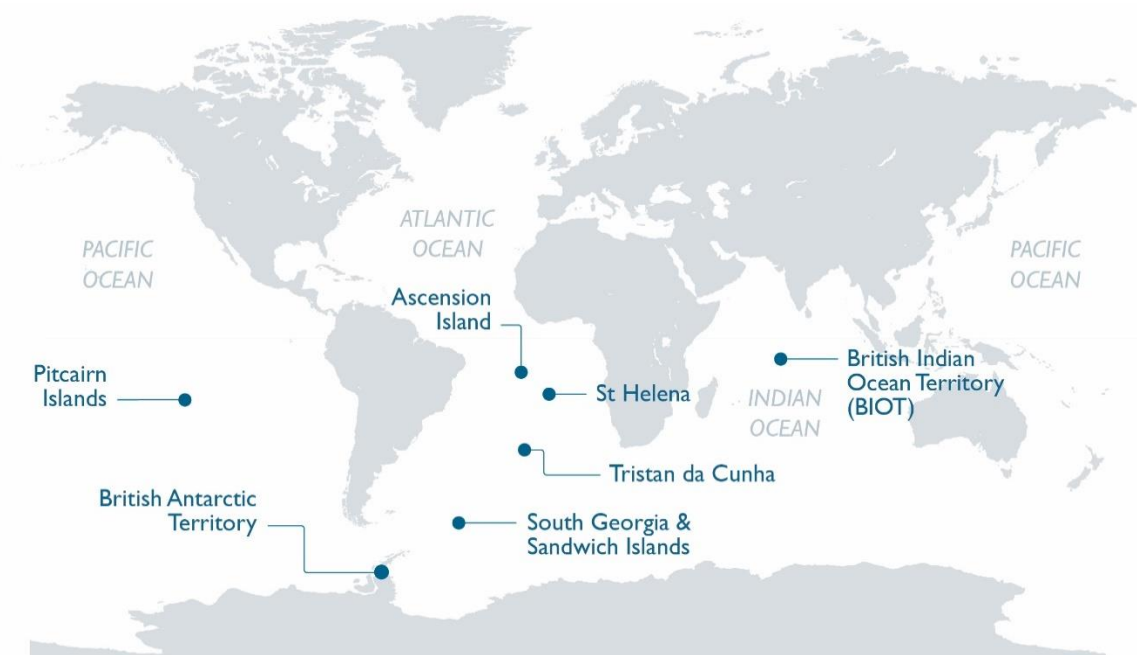 ATLANTIC
OCEAN
PACIFIC
OCEAN
PACIFIC
OCEAN
Ascension
Island
Pitcairn
Islands
St Helena
British Indian
Ocean Territory
(BIOT)
INDIAN
OCEAN
Tristan da Cunha
British Antarctic
Territory
South Georgia &
Sandwich Islands